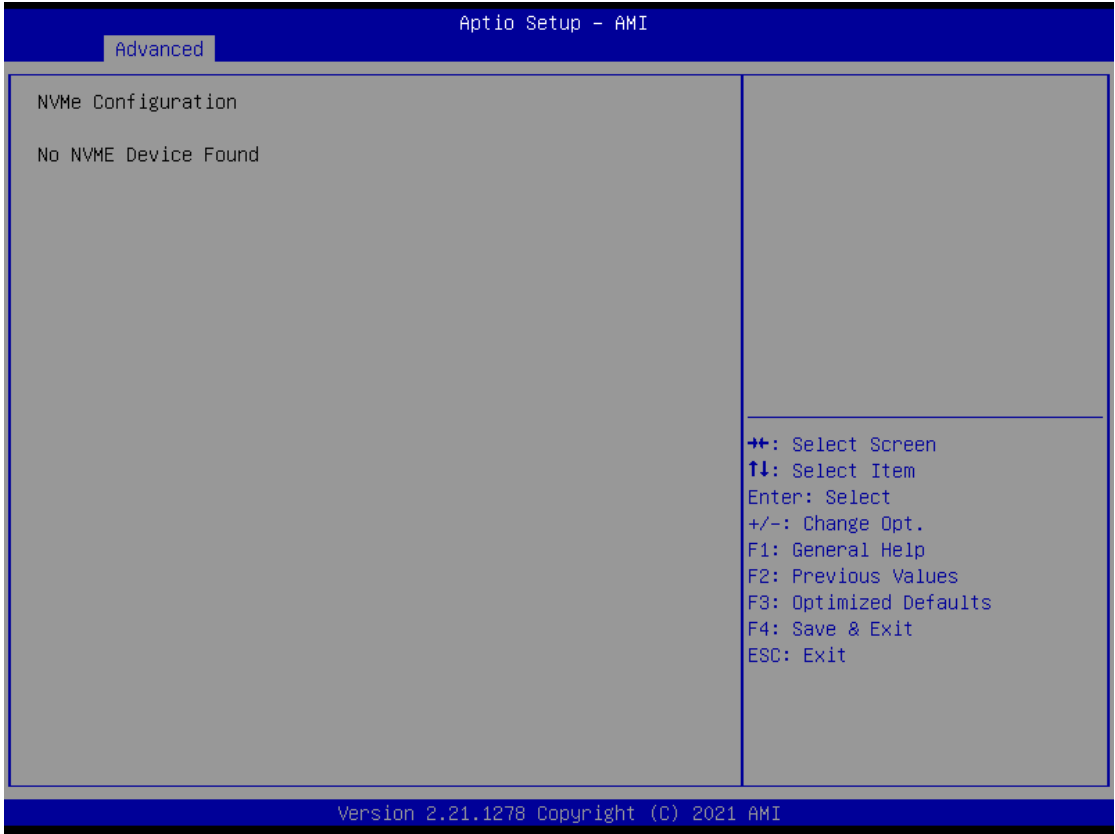 Aptio Setup – AMI
Advanced
NVMe Configuration
No NVME Device Found
→←: Select Screen
↑↓: Select Item
Enter: Select
+/-: Change Opt.
F1: General Help
F2: Previous Values
F3: Optimized Defaults
F4: Save & Exit
ESC: Exit
Version 2.21.1278 Copyright (C) 2021 AMI